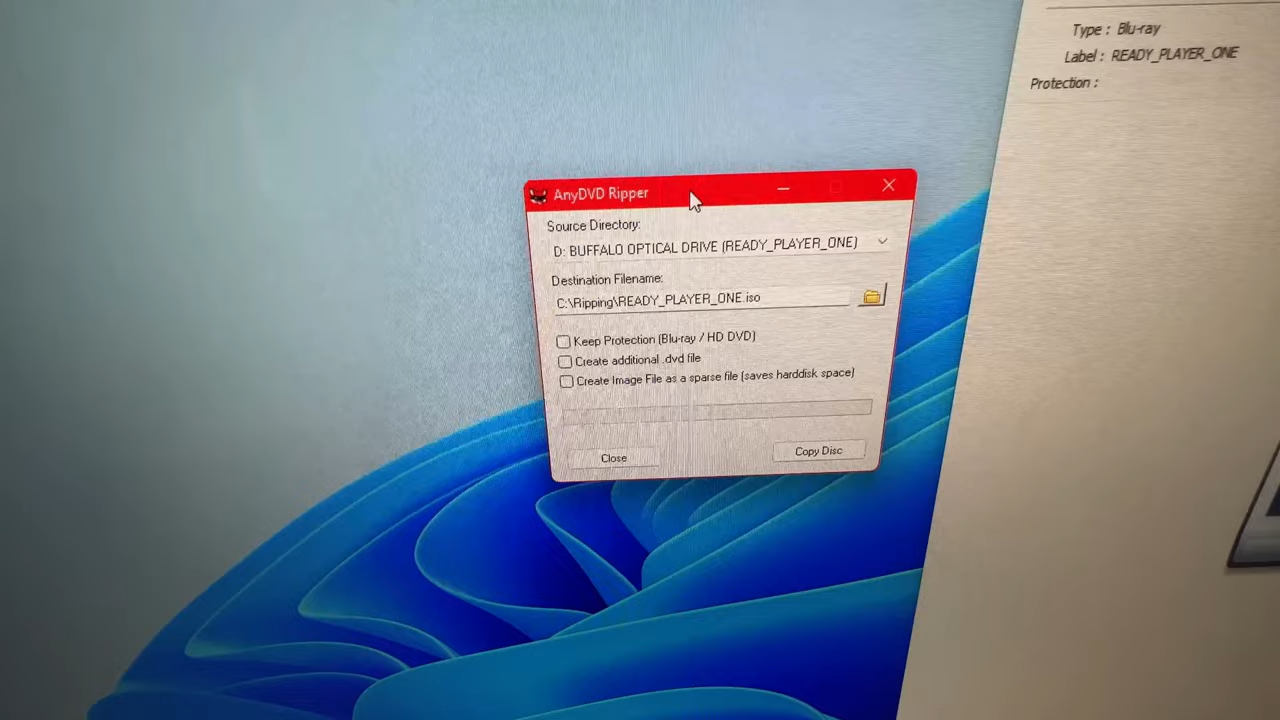 Type : Blu-ray
Label : READY_PLAYER_ONE
Protection :
AnyDVD Ripper
Source Directory:
D: BUFFALO OPTICAL DRIVE (READY_PLAYER_ONE)
Destination Filename:
C:\Ripping\READY_PLAYER_ONE.iso
Keep Protection (Blu-ray / HD DVD)
Create additional .dvd file
Create Image File as a sparse file (saves harddisk space)
Close
Copy Disc